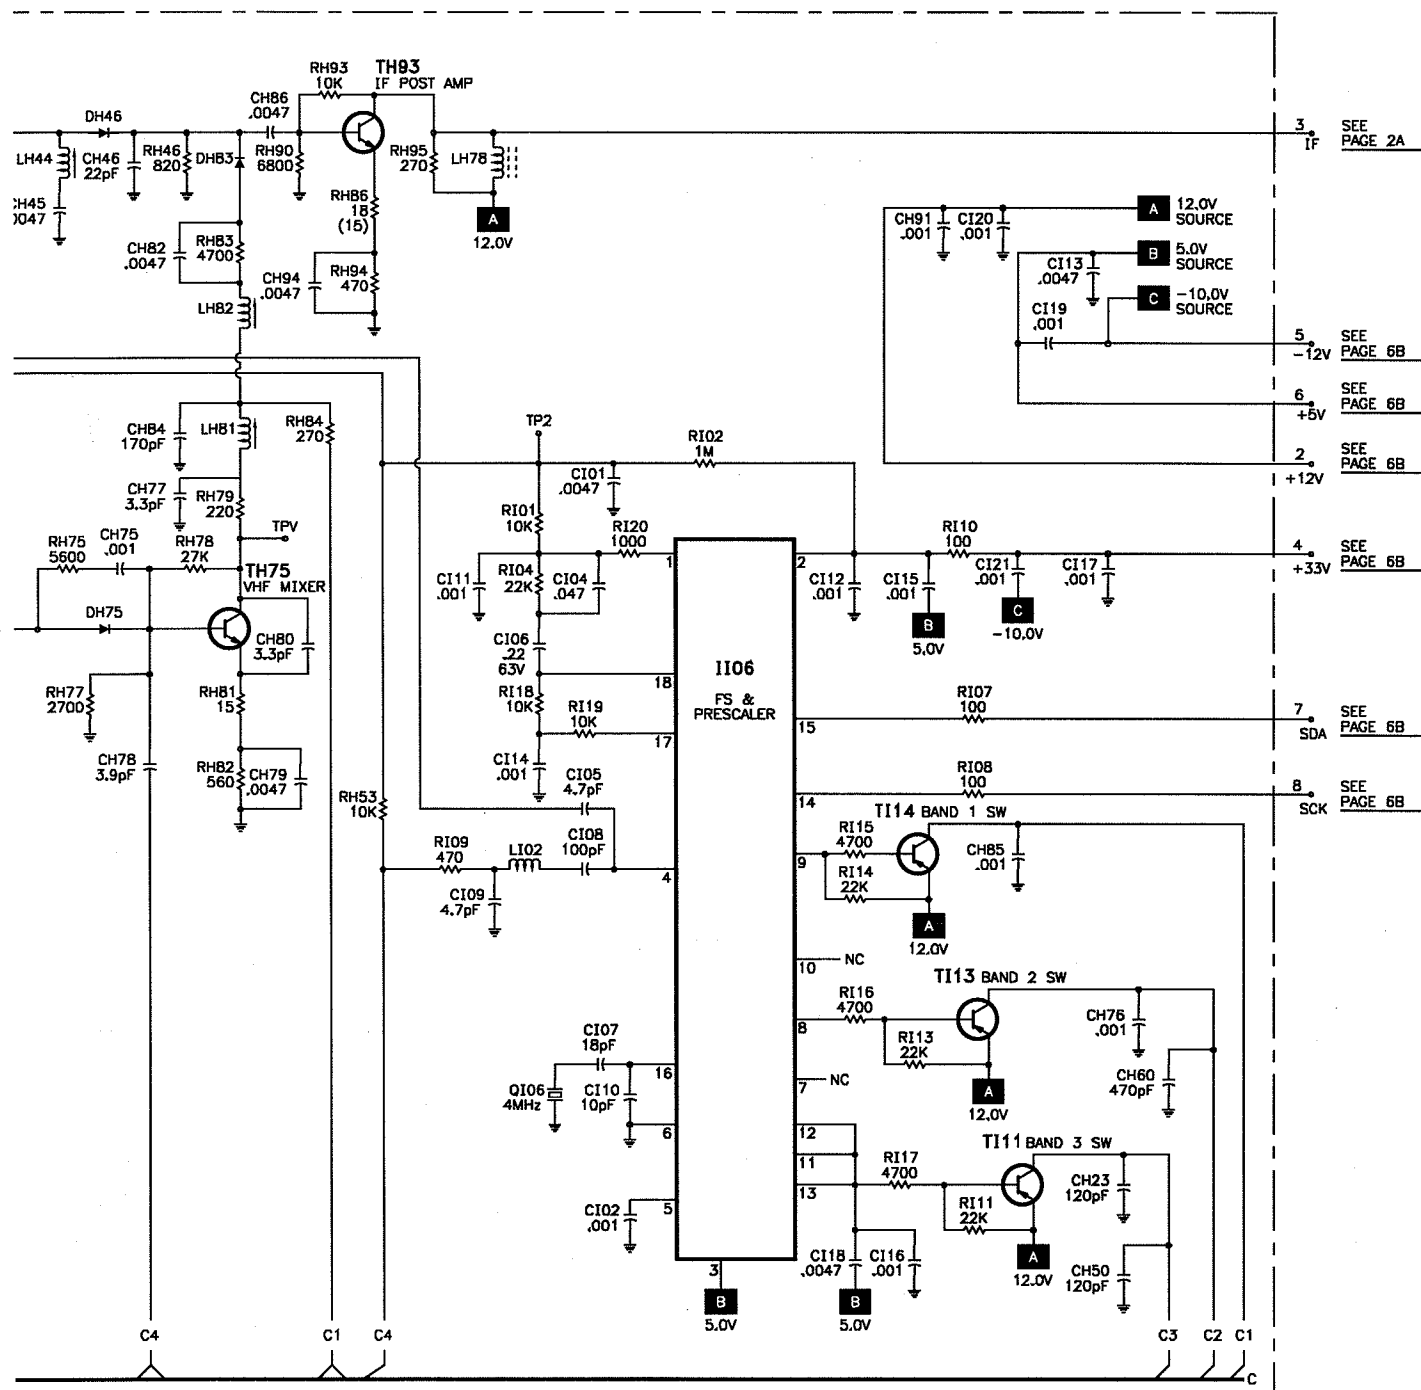 RH93
10K
TH93
IF POST AMP
CH86
.0047
DH46
LH44
CH46
22pF
RH46
820
DH83
RH90
6800
RH95
270
LH78
3
IF
SEE
PAGE 2A
CH45
0047
RH86
18
(15)
A
12.0V
CH82
.0047
RH83
4700
CH94
.0047
RH94
470
LH82
CH91
.001
CI20
.001
A
12.0V
SOURCE
B
5.0V
SOURCE
CI13
.0047
C
-10.0V
SOURCE
CI19
.001
5
-12V
SEE
PAGE 6B
6
+5V
SEE
PAGE 6B
2
+12V
SEE
PAGE 6B
CH84
170pF
LH81
RH84
270
TP2
RI02
1M
CI01
.0047
CH77
3.3pF
RH79
220
TPV
RI01
10K
RI20
1000
1
2
RI10
100
4
+33V
SEE
PAGE 6B
RH75
5600
CH75
.001
RH78
27K
TH75
VHF MIXER
CI11
.001
RI04
22K
CI04
.047
CI12
.001
CI15
.001
CI21
.001
CI17
.001
DH75
CH80
3.3pF
B
5.0V
C
-10.0V
CI06
.22
63V
18
II06
FS &
PRESCALER
RH77
2700
RH81
15
RI18
10K
RI19
10K
17
15
RI07
100
7
SDA
SEE
PAGE 6B
CH78
3.9pF
RH82
560
CH79
.0047
CI14
.001
CI05
4.7pF
14
RI08
100
8
SCK
SEE
PAGE 6B
RH53
10K
RI09
470
LI02
CI08
100pF
4
CI09
4.7pF
9
RI15
4700
TI14 BAND 1 SW
RI14
22K
CH85
.001
A
12.0V
10
NC
TI13 BAND 2 SW
8
RI16
4700
RI13
22K
CH76
.001
7
NC
A
12.0V
CH60
470pF
CI07
18pF
QI06
4MHz
CI10
10pF
16
6
12
11
13
RI17
4700
TI11 BAND 3 SW
RI11
22K
CH23
120pF
CI02
.001
5
CI18
.0047
CI16
.001
A
12.0V
CH50
120pF
3
B
5.0V
B
5.0V
C4
C1
C4
C3
C2
C1
C